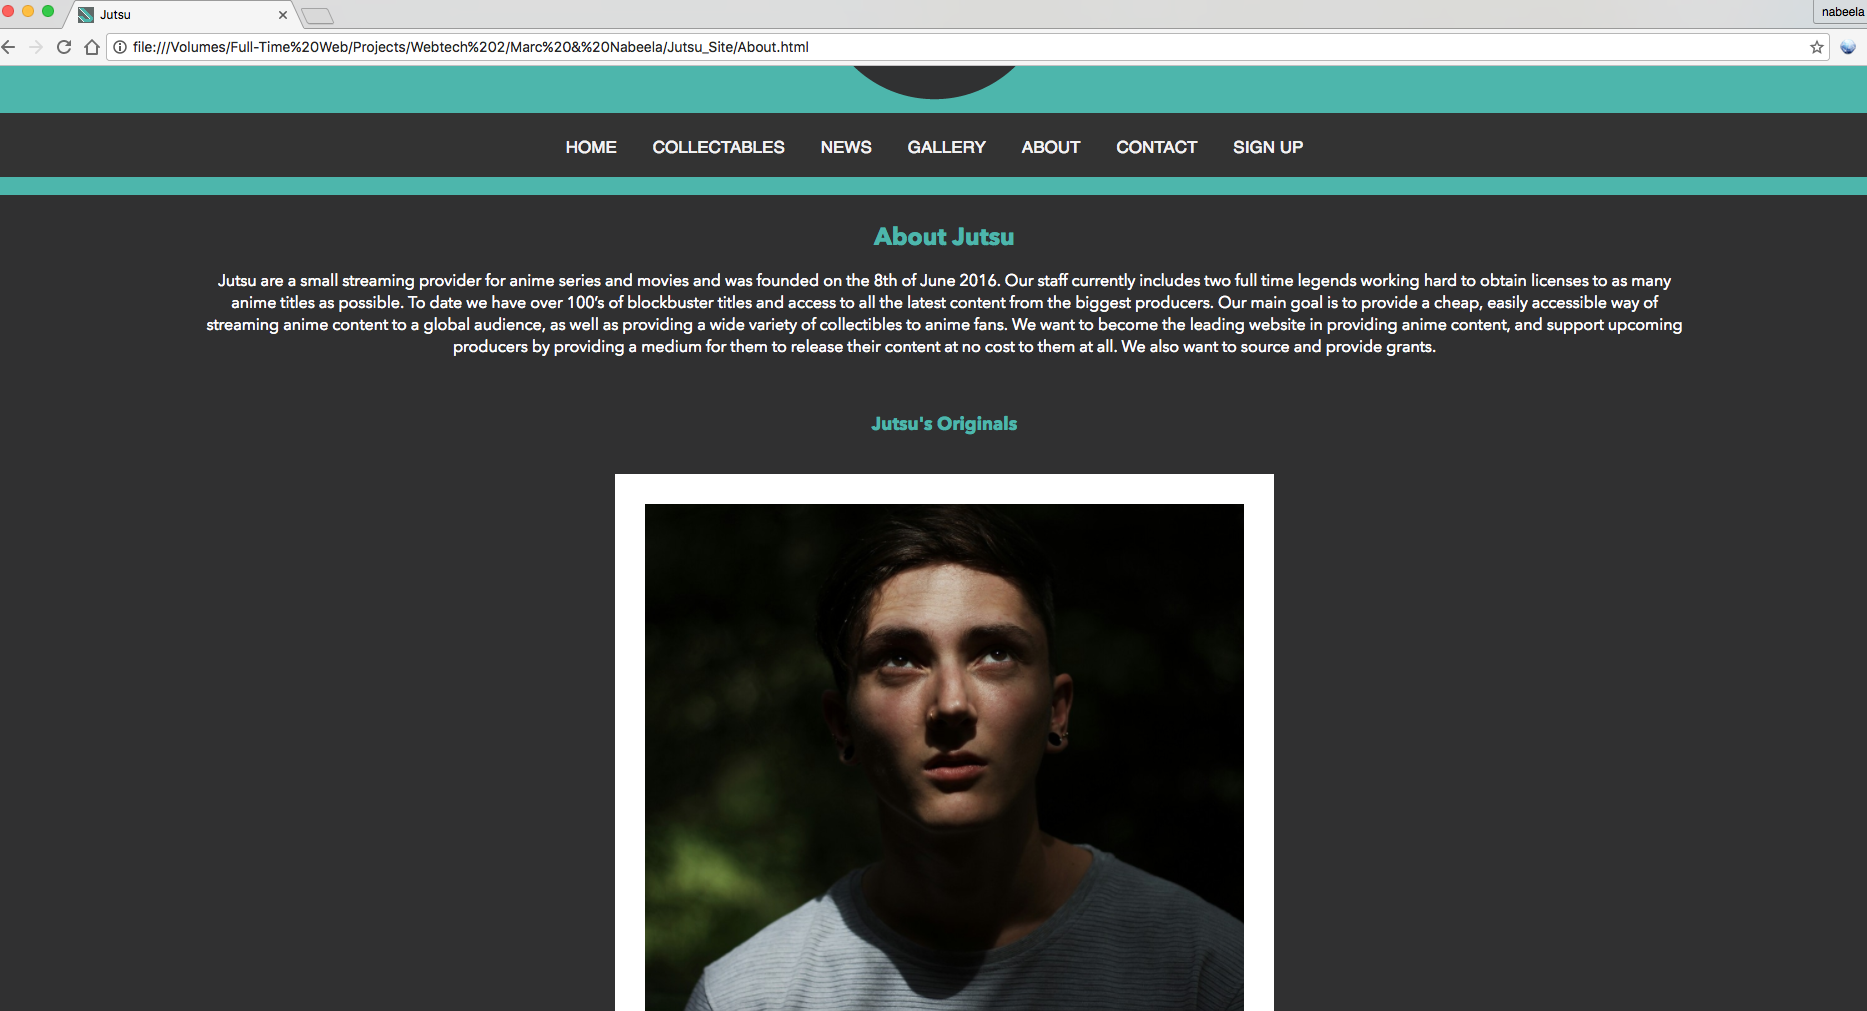 Jutsu
nabeela
file:///Volumes/Full-Time%20Web/Projects/Webtech%202/Marc%20&%20Nabeela/Jutsu_Site/About.html
HOME COLLECTABLES NEWS GALLERY ABOUT CONTACT SIGN UP
About Jutsu
Jutsu are a small streaming provider for anime series and movies and was founded on the 8th of June 2016. Our staff currently includes two full time legends working hard to obtain licenses to as many
anime titles as possible. To date we have over 100’s of blockbuster titles and access to all the latest content from the biggest producers. Our main goal is to provide a cheap, easily accessible way of
streaming anime content to a global audience, as well as providing a wide variety of collectibles to anime fans. We want to become the leading website in providing anime content, and support upcoming
producers by providing a medium for them to release their content at no cost to them at all. We also want to source and provide grants.
Jutsu's Originals